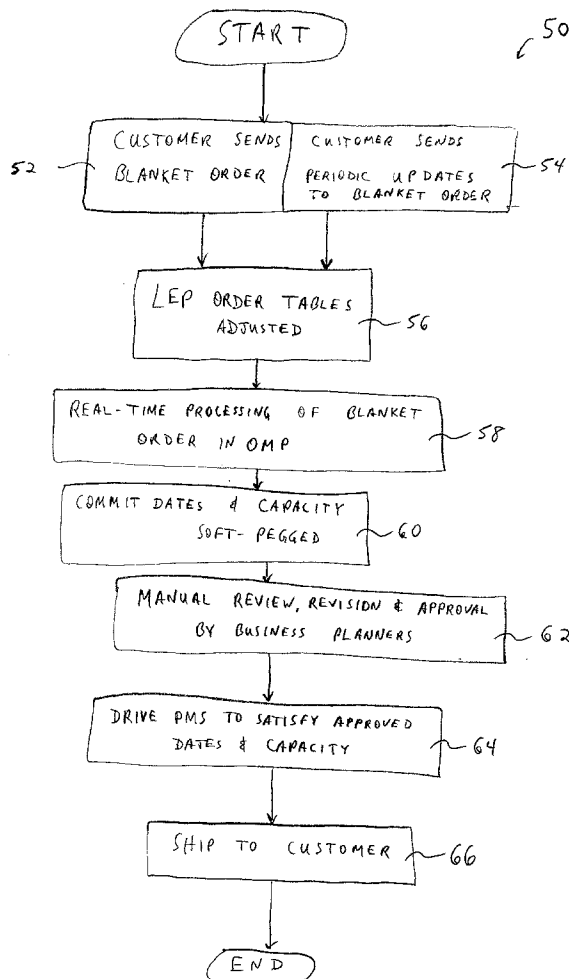 START
50
52
CUSTOMER SENDS
BLANKET ORDER
CUSTOMER SENDS
PERIODIC UPDATES
TO BLANKET ORDER
54
LEP ORDER TABLES
ADJUSTED
56
REAL-TIME PROCESSING OF BLANKET
ORDER IN OMP
58
COMMIT DATES & CAPACITY
SOFT-PEGGED
60
MANUAL REVIEW, REVISION & APPROVAL
BY BUSINESS PLANNERS
62
DRIVE PMS TO SATISFY APPROVED
DATES & CAPACITY
64
SHIP TO CUSTOMER
66
END